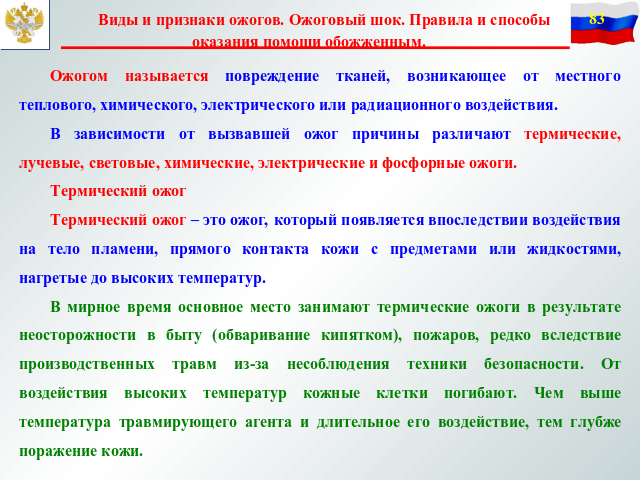 Виды и признаки ожогов. Ожоговый шок. Правила и способы
оказания помощи обожженным.
83
Ожогом называется повреждение тканей, возникающее от местного
теплового, химического, электрического или радиационного воздействия.
В зависимости от вызвавшей ожог причины различают термические,
лучевые, световые, химические, электрические и фосфорные ожоги.
Термический ожог
Термический ожог – это ожог, который появляется впоследствии воздействия
на тело пламени, прямого контакта кожи с предметами или жидкостями,
нагретые до высоких температур.
В мирное время основное место занимают термические ожоги в результате
неосторожности в быту (обваривание кипятком), пожаров, редко вследствие
производственных травм из-за несоблюдения техники безопасности. От
воздействия высоких температур кожные клетки погибают. Чем выше
температура травмирующего агента и длительное его воздействие, тем глубже
поражение кожи.